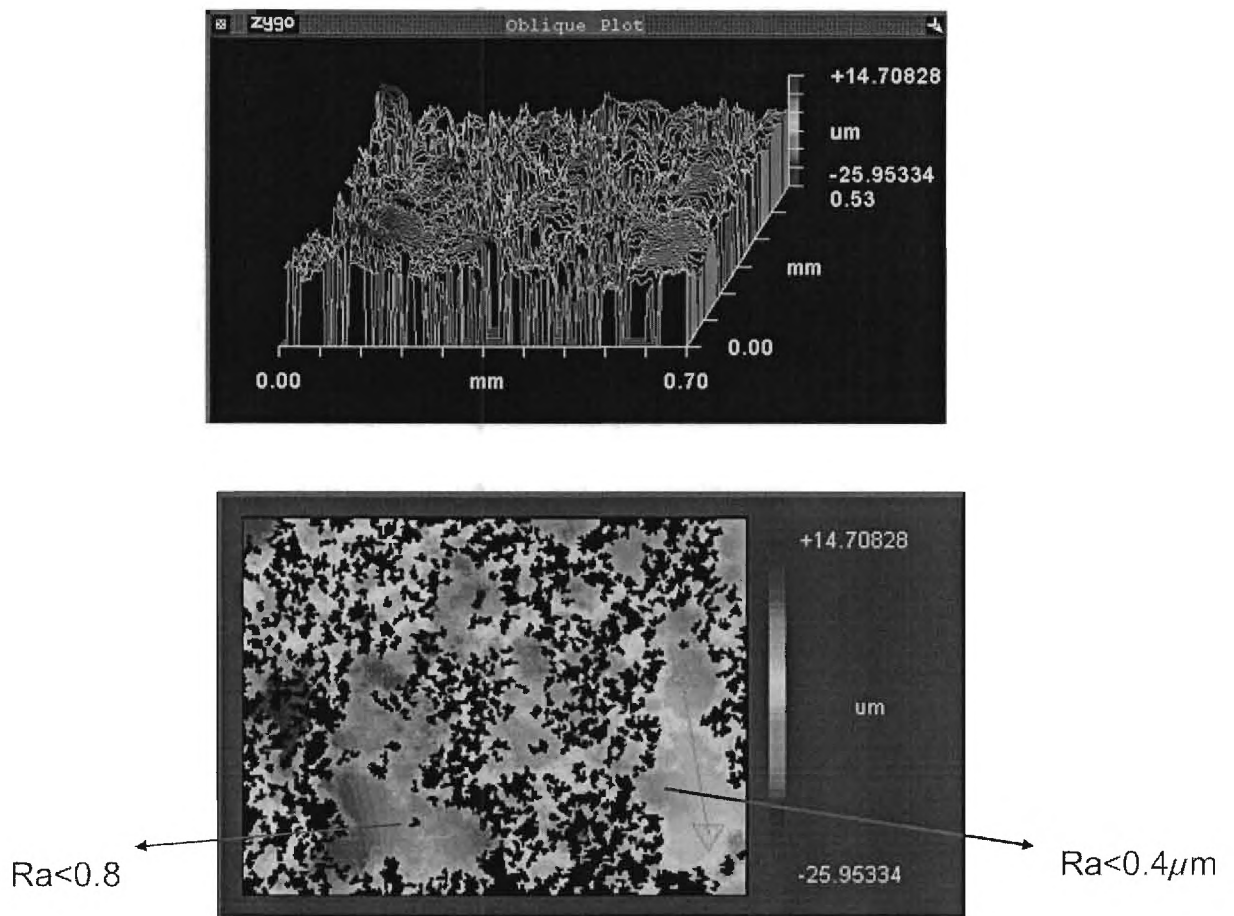 zygo
Oblique Plot
+14.70828
um
-25.95334
0.53
mm
0.00
0.00
mm
0.70
+14.70828
um
-25.95334
Ra<0.8
Ra<0.4μm